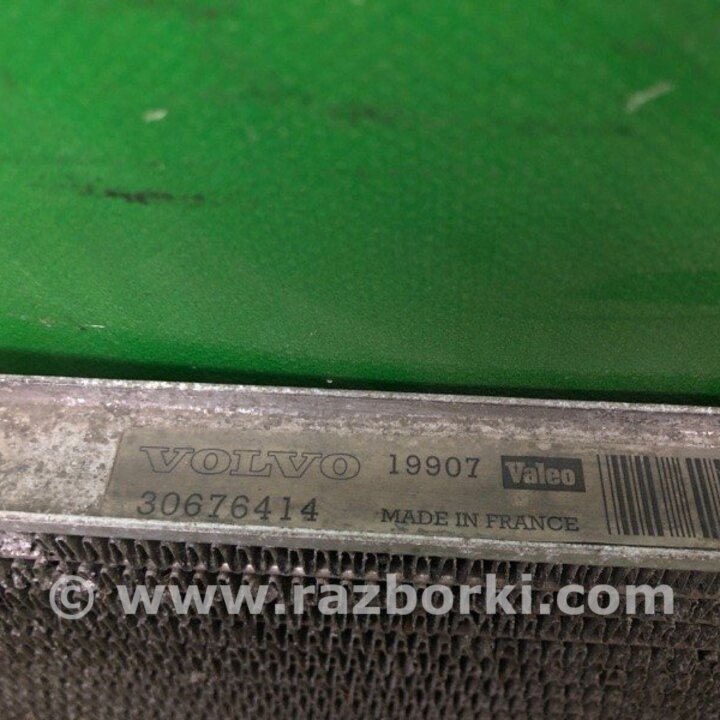 VOLVO 19907 Valeo
30676414 MADE IN FRANCE
© www.razborki.com